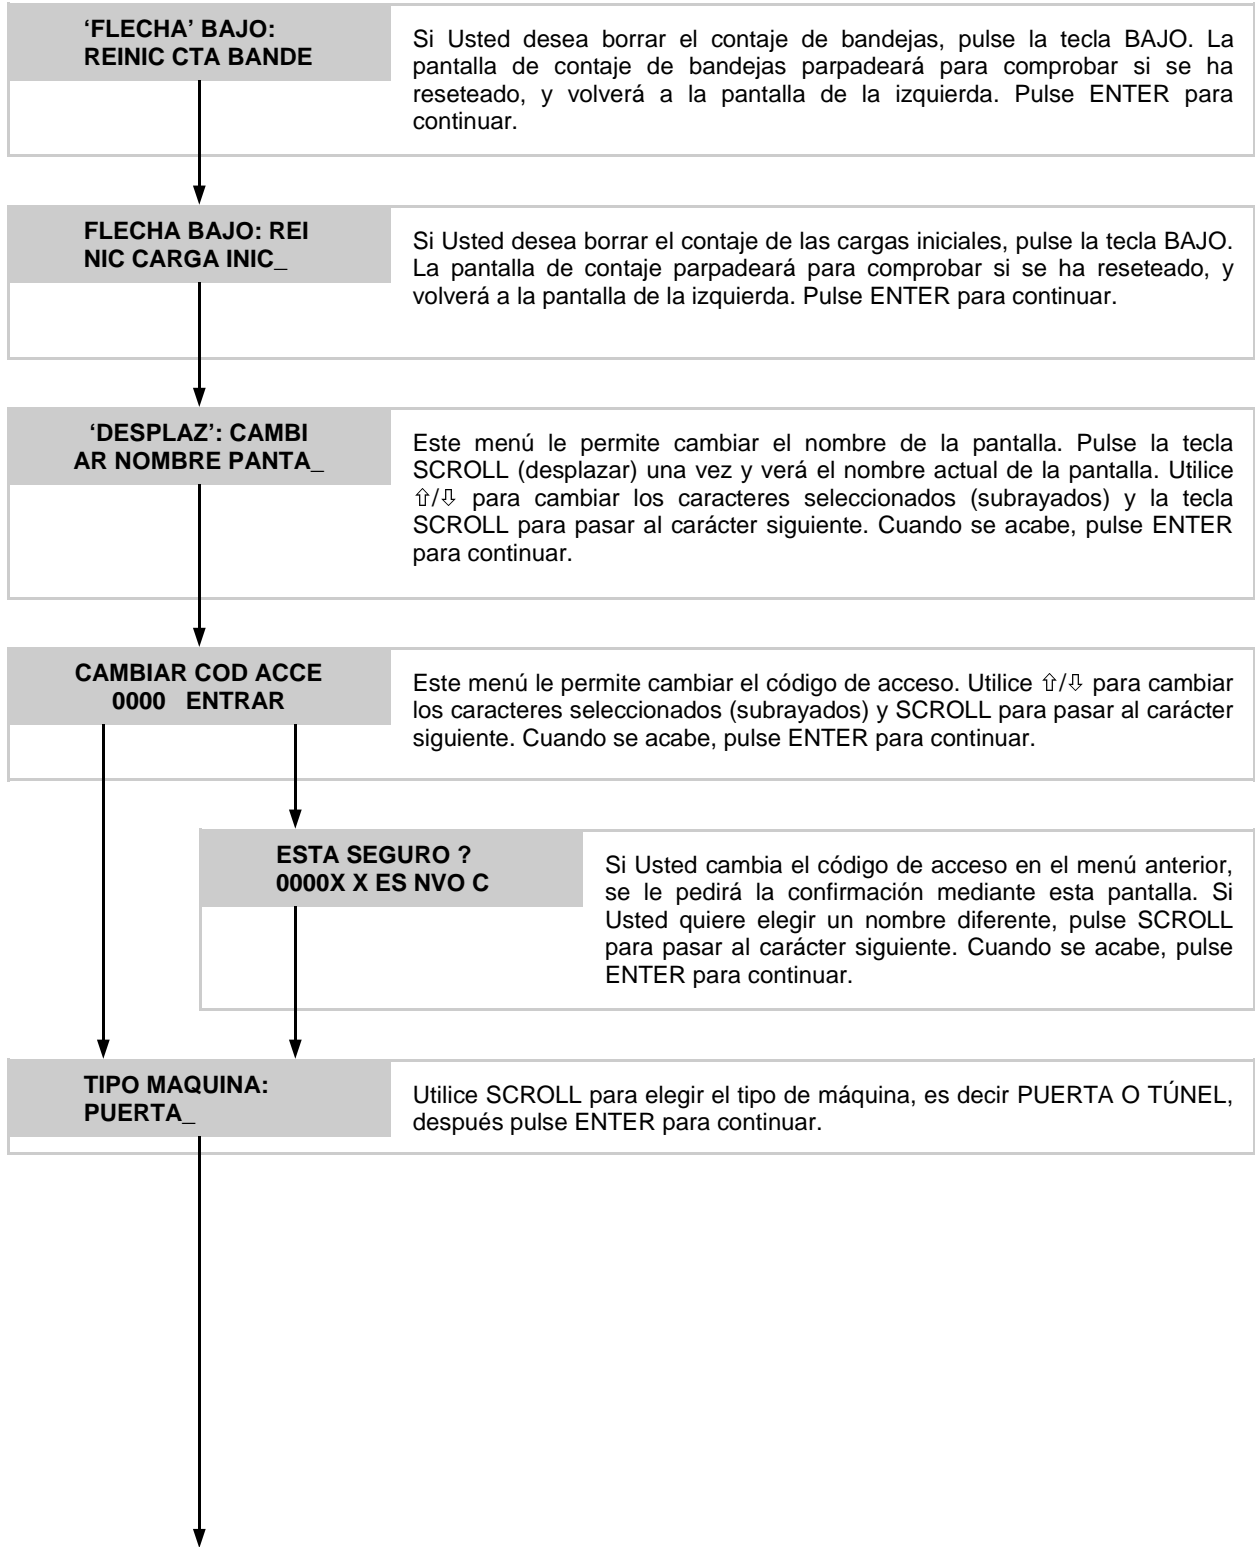 ‘FLECHA’ BAJO:
REINIC CTA BANDE
Si Usted desea borrar el contaje de bandejas, pulse la tecla BAJO. La
pantalla de contaje de bandejas parpadeará para comprobar si se ha
reseteado, y volverá a la pantalla de la izquierda. Pulse ENTER para
continuar.
FLECHA BAJO: REI
NIC CARGA INIC_
Si Usted desea borrar el contaje de las cargas iniciales, pulse la tecla BAJO.
La pantalla de contaje parpadeará para comprobar si se ha reseteado, y
volverá a la pantalla de la izquierda. Pulse ENTER para continuar.
‘DESPLAZ’: CAMBI
AR NOMBRE PANTA_
Este menú le permite cambiar el nombre de la pantalla. Pulse la tecla
SCROLL (desplazar) una vez y verá el nombre actual de la pantalla. Utilice
⇧/⇩ para cambiar los caracteres seleccionados (subrayados) y la tecla
SCROLL para pasar al carácter siguiente. Cuando se acabe, pulse ENTER
para continuar.
CAMBIAR COD ACCE
0000 ENTRAR
Este menú le permite cambiar el código de acceso. Utilice ⇧/⇩ para cambiar
los caracteres seleccionados (subrayados) y SCROLL para pasar al carácter
siguiente. Cuando se acabe, pulse ENTER para continuar.
ESTA SEGURO ?
0000X X ES NVO C
Si Usted cambia el código de acceso en el menú anterior,
se le pedirá la confirmación mediante esta pantalla. Si
Usted quiere elegir un nombre diferente, pulse SCROLL
para pasar al carácter siguiente. Cuando se acabe, pulse
ENTER para continuar.
TIPO MAQUINA:
PUERTA_
Utilice SCROLL para elegir el tipo de máquina, es decir PUERTA O TÚNEL,
después pulse ENTER para continuar.